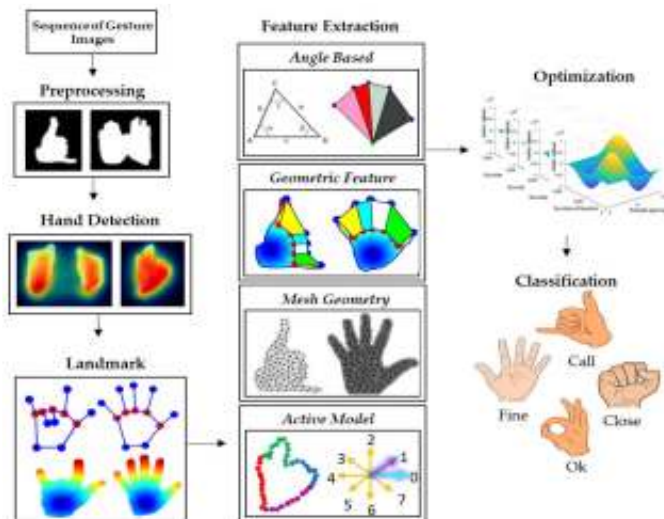 Sequence of Gesture
Images
Preprocessing
Hand Detection
Landmark
Feature Extraction
Angle Based
Geometric Feature
Mesh Geometry
Active Model
2
3
1
4
0
5
6
7
Optimization
Classification
Call
Fine
Close
Ok